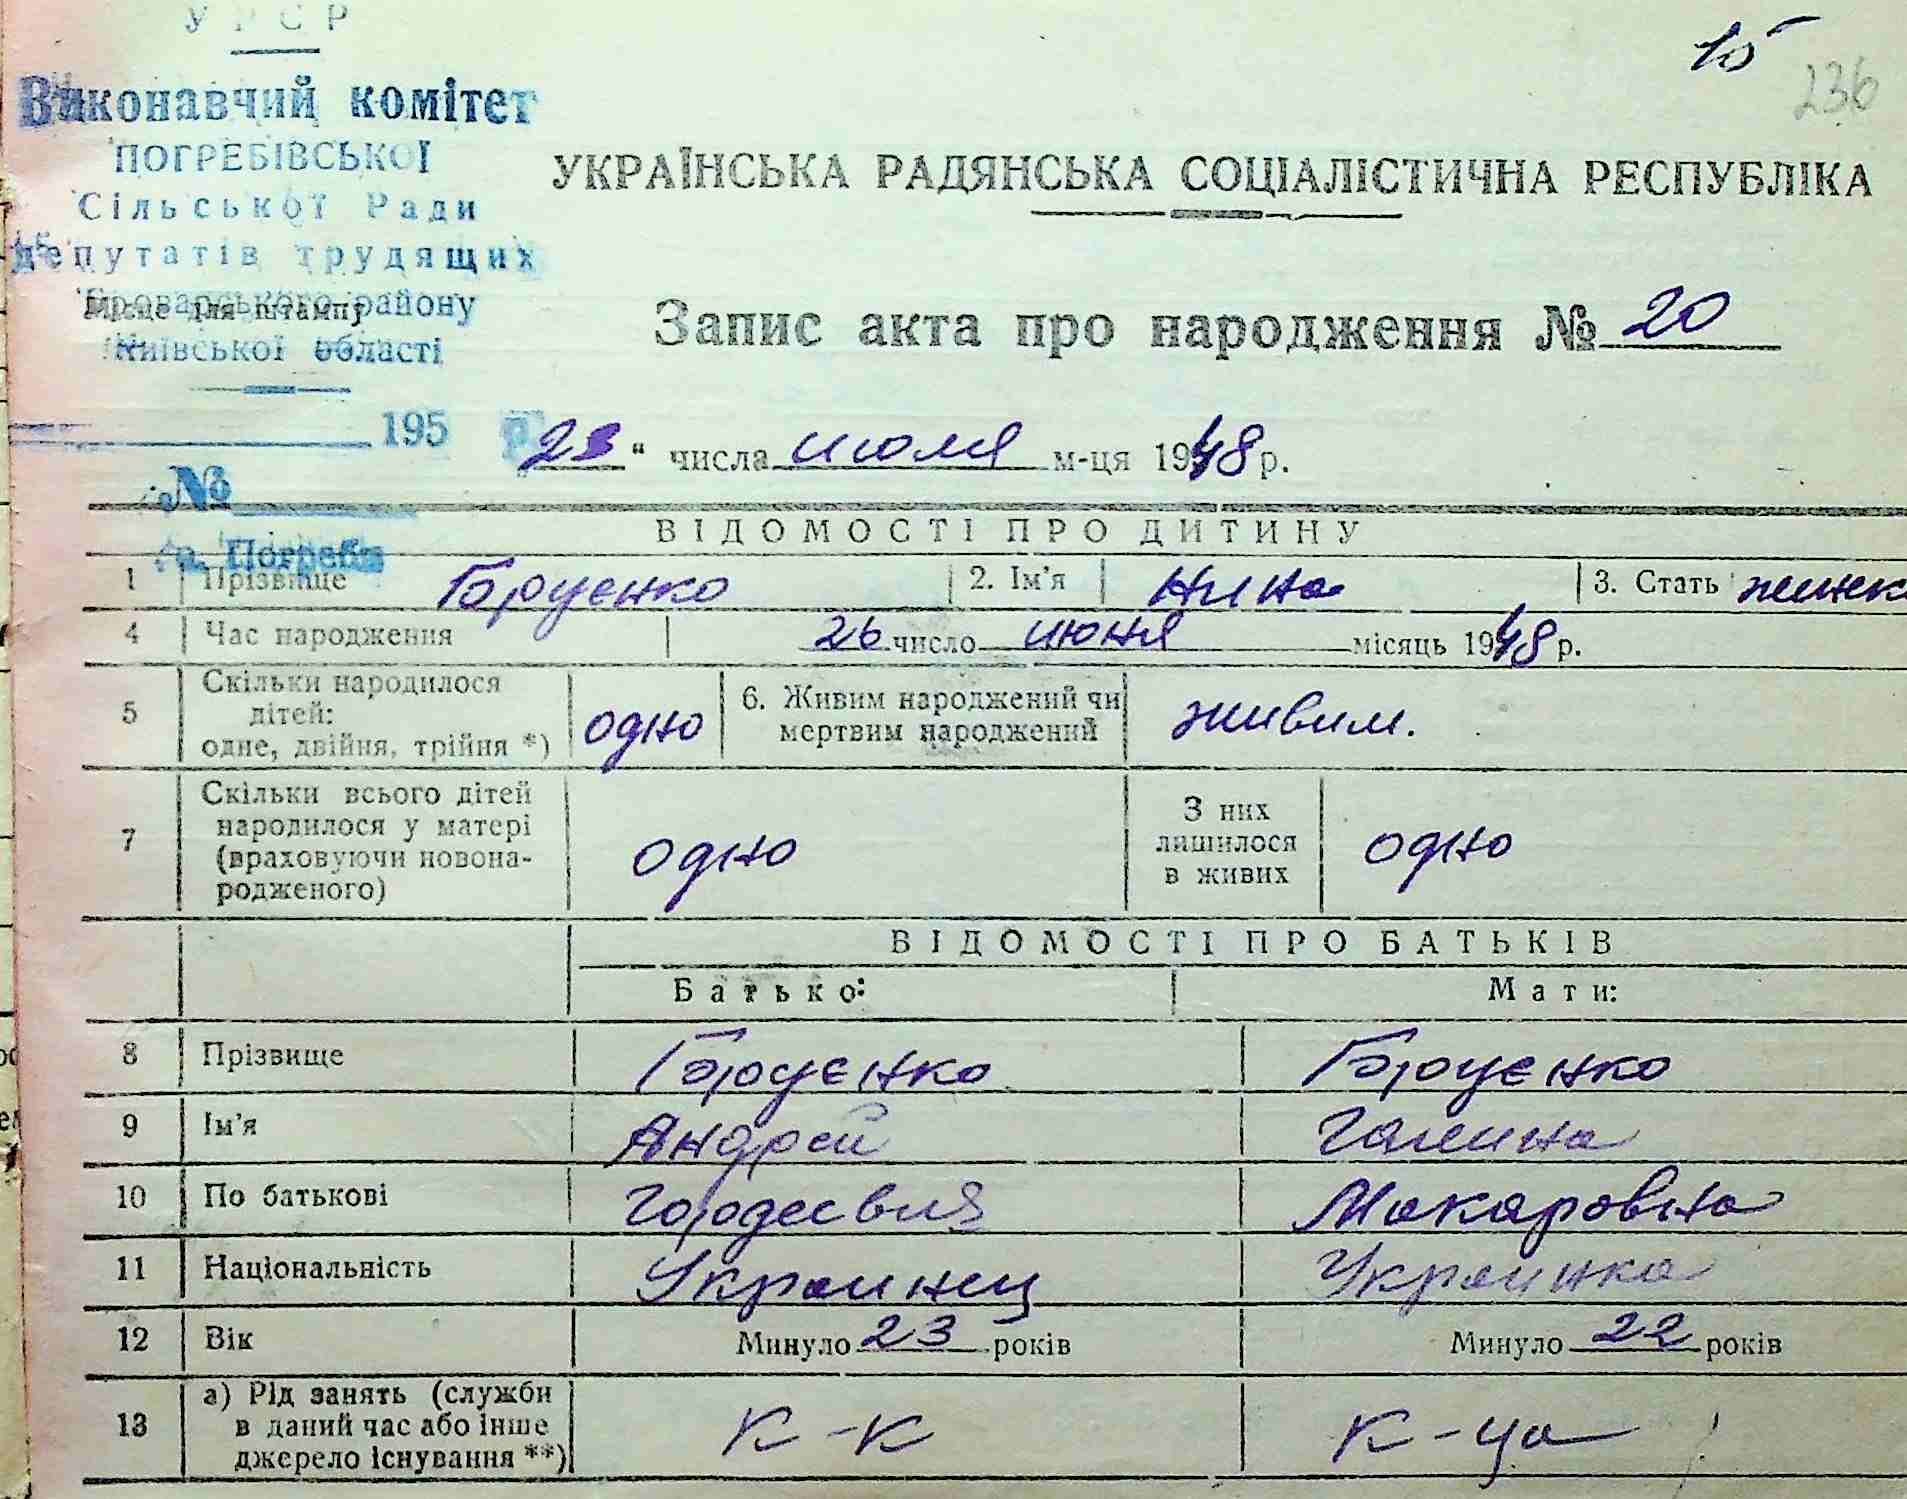 УРСР
15
236
Виконавчий комітет
ПОГРЕБІВСЬКОЇ
Сільської Ради
депутатів трудящих
Броварського району
Місце для штампу
Київської області
195 р.
№
с. Погреби
УКРАЇНСЬКА РАДЯНСЬКА СОЦІАЛІСТИЧНА РЕСПУБЛІКА
Запис акта про народження № 20
23 " числа июля м-ця 1948 р.
ВІДОМОСТІ ПРО ДИТИНУ
1 Прізвище Горуенко 2. Ім'я Нина 3. Стать
4 Час народження 26 число июня місяць 1948 р.
5 Скільки народилося дітей: одне, двійня, трійня *) одно 6. Живим народжений чи мертвим народжений живим.
7 Скільки всього дітей народилося у матері (враховуючи новона-родженого) одно З них лишилося в живих одно
ВІДОМОСТІ ПРО БАТЬКІВ
Батько: Мати:
8 Прізвище Горуенко Горуенко
9 Ім'я Андрей Галина
10 По батькові Макаровна
11 Національність Украинец Украинка
12 Вік Минуло 23 років Минуло 22 років
13 а) Рід занять (служби в даний час або інше джерело існування **) к-к к-ца